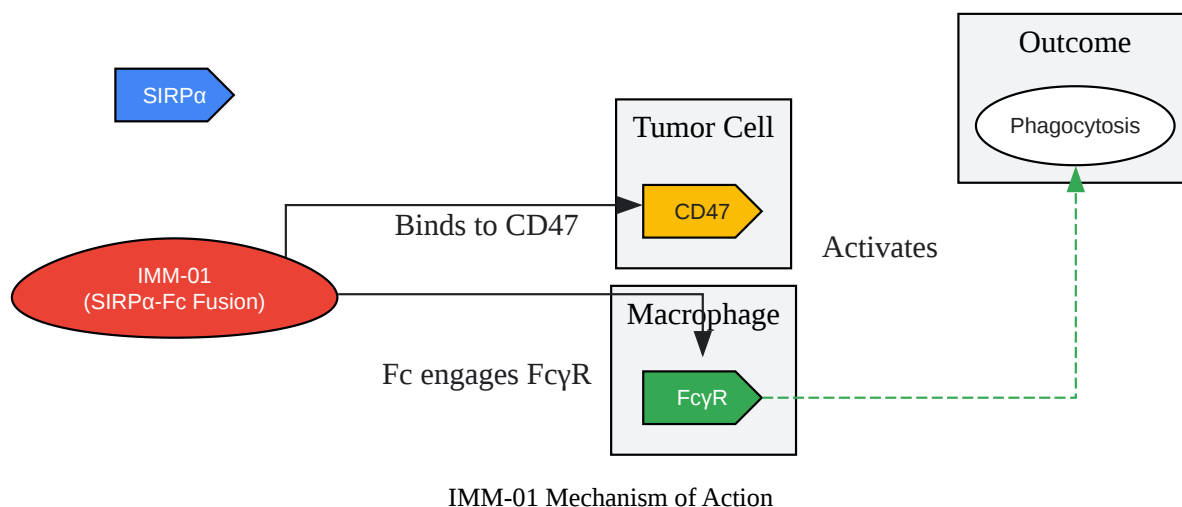 Outcome
SIRPα
Phagocytosis
Tumor Cell
CD47
Binds to CD47
Activates
IMM-01
(SIRPα-Fc Fusion)
Macrophage
Fc engages FcγR
FcγR
IMM-01 Mechanism of Action